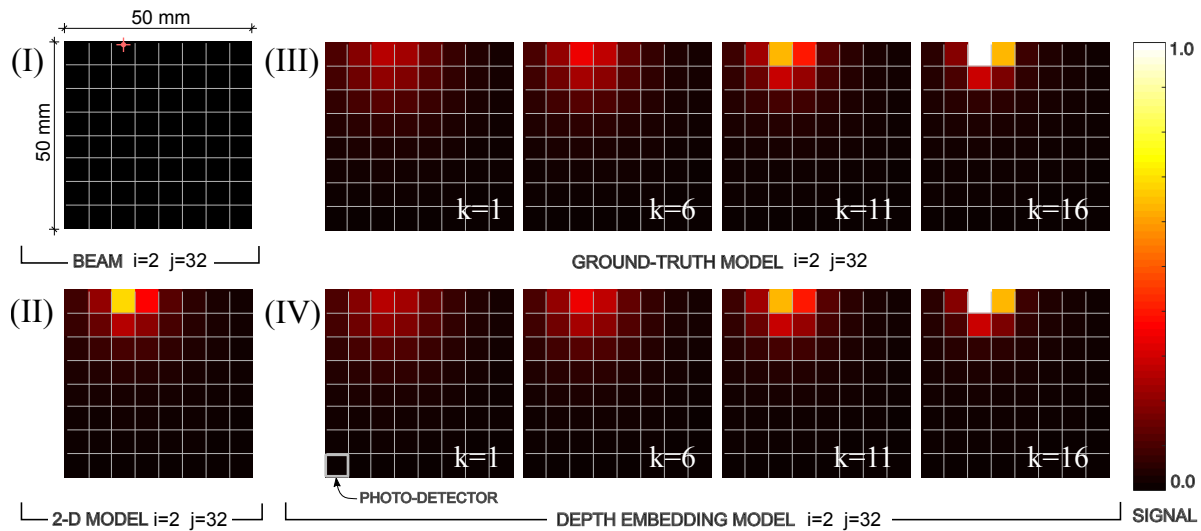 50 mm
50 mm
(I)
BEAM i=2 j=32
(III)
k=1
k=6
k=11
k=16
GROUND-TRUTH MODEL i=2 j=32
1.0
0.0
SIGNAL
(II)
2-D MODEL i=2 j=32
(IV)
k=1
k=6
k=11
k=16
PHOTO-DETECTOR
DEPTH EMBEDDING MODEL i=2 j=32